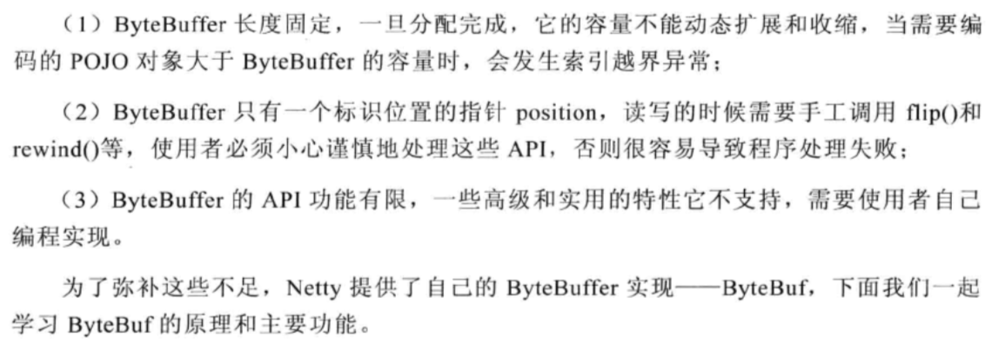 （1）ByteBuffer 长度固定，一旦分配完成，它的容量不能动态扩展和收缩，当需要编
码的 POJO 对象大于 ByteBuffer 的容量时，会发生索引越界异常；
（2）ByteBuffer 只有一个标识位置的指针 position，读写的时候需要手工调用 flip()和
rewind()等，使用者必须小心谨慎地处理这些 API，否则很容易导致程序处理失败；
（3）ByteBuffer 的 API 功能有限，一些高级和实用的特性它不支持，需要使用者自己
编程实现。
为了弥补这些不足，Netty 提供了自己的 ByteBuffer 实现——ByteBuf，下面我们一起
学习 ByteBuf 的原理和主要功能。